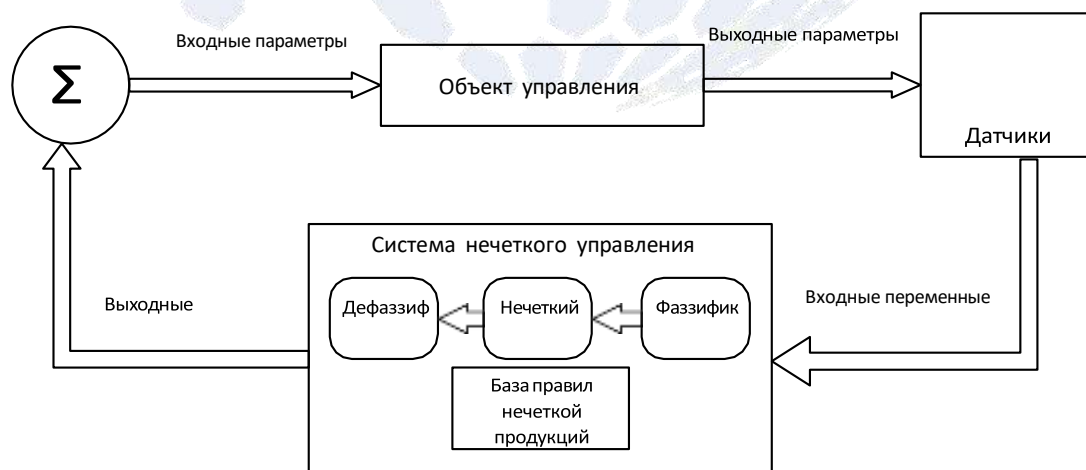 Входные параметры
Выходные параметры
Σ
Объект управления
Датчики
Система нечеткого управления
Дефаззиф
Нечеткий
Фаззифик
Выходные
Входные переменные
База правил
нечеткой
продукций